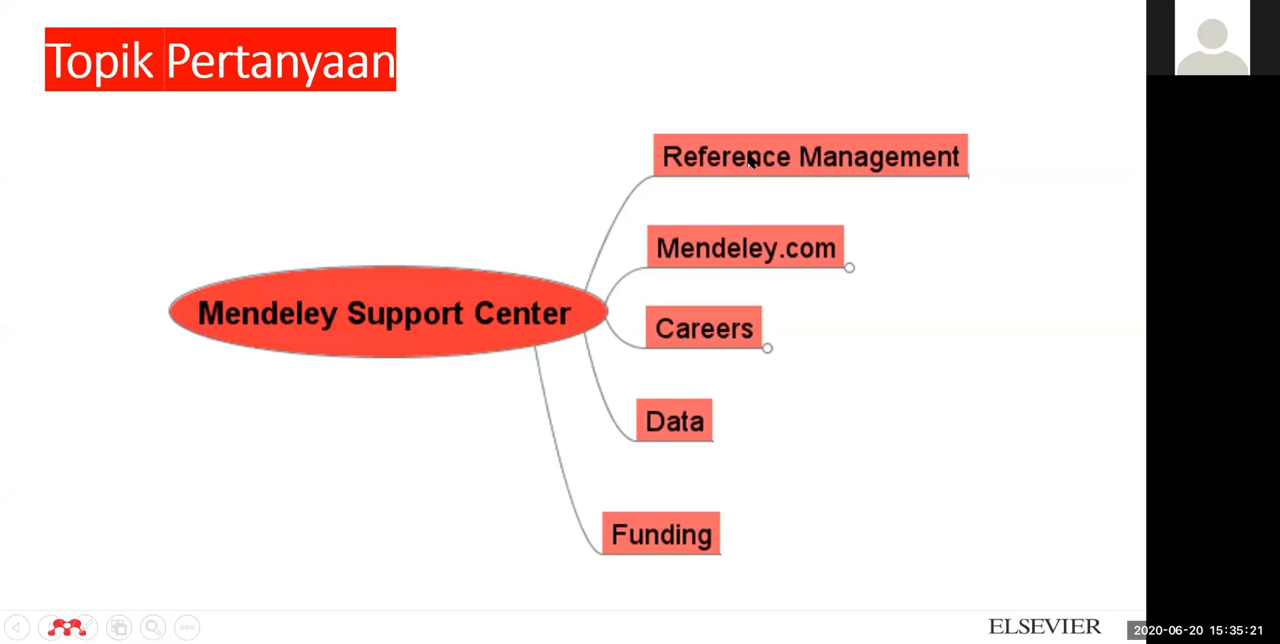 Topik Pertanyaan
Reference Management
Mendeley.com
Mendeley Support Center
Careers
Data
Funding
ELSEVIER
2020-06-20 15:35:21